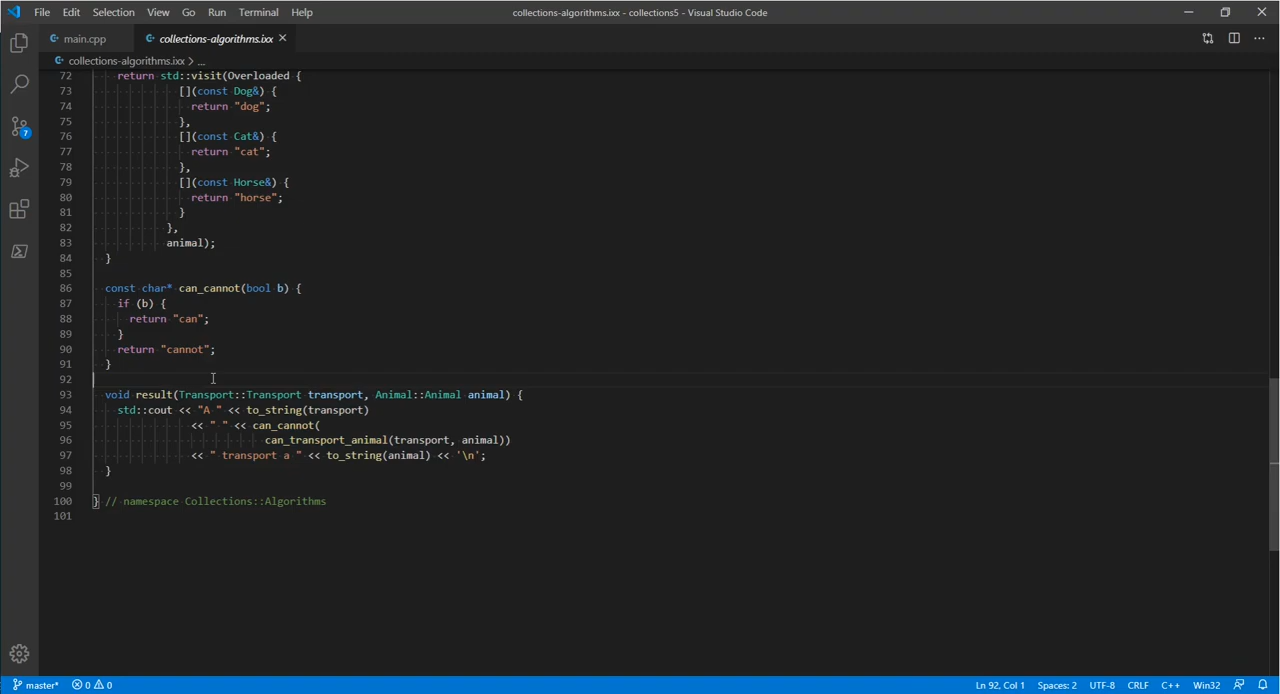 File Edit Selection View Go Run Terminal Help collections-algorithms.ixx - collections5 - Visual Studio Code
main.cpp collections-algorithms.ixx
collections-algorithms.ixx > ...
72 return std::visit(Overloaded {
73 [](const Dog&) {
74 return "dog";
75 },
76 [](const Cat&) {
77 return "cat";
78 },
79 [](const Horse&) {
80 return "horse";
81 }
82 },
83 animal);
84 }
85
86 const char* can_cannot(bool b) {
87 if (b) {
88 return "can";
89 }
90 return "cannot";
91 }
92
93 void result(Transport::Transport transport, Animal::Animal animal) {
94 std::cout << "A " << to_string(transport)
95 << " " << can_cannot(
96 can_transport_animal(transport, animal))
97 << " transport a " << to_string(animal) << '\n';
98 }
99
100 } // namespace Collections::Algorithms
101
7
master* 0 0 Ln 92, Col 1 Spaces: 2 UTF-8 CRLF C++ Win32